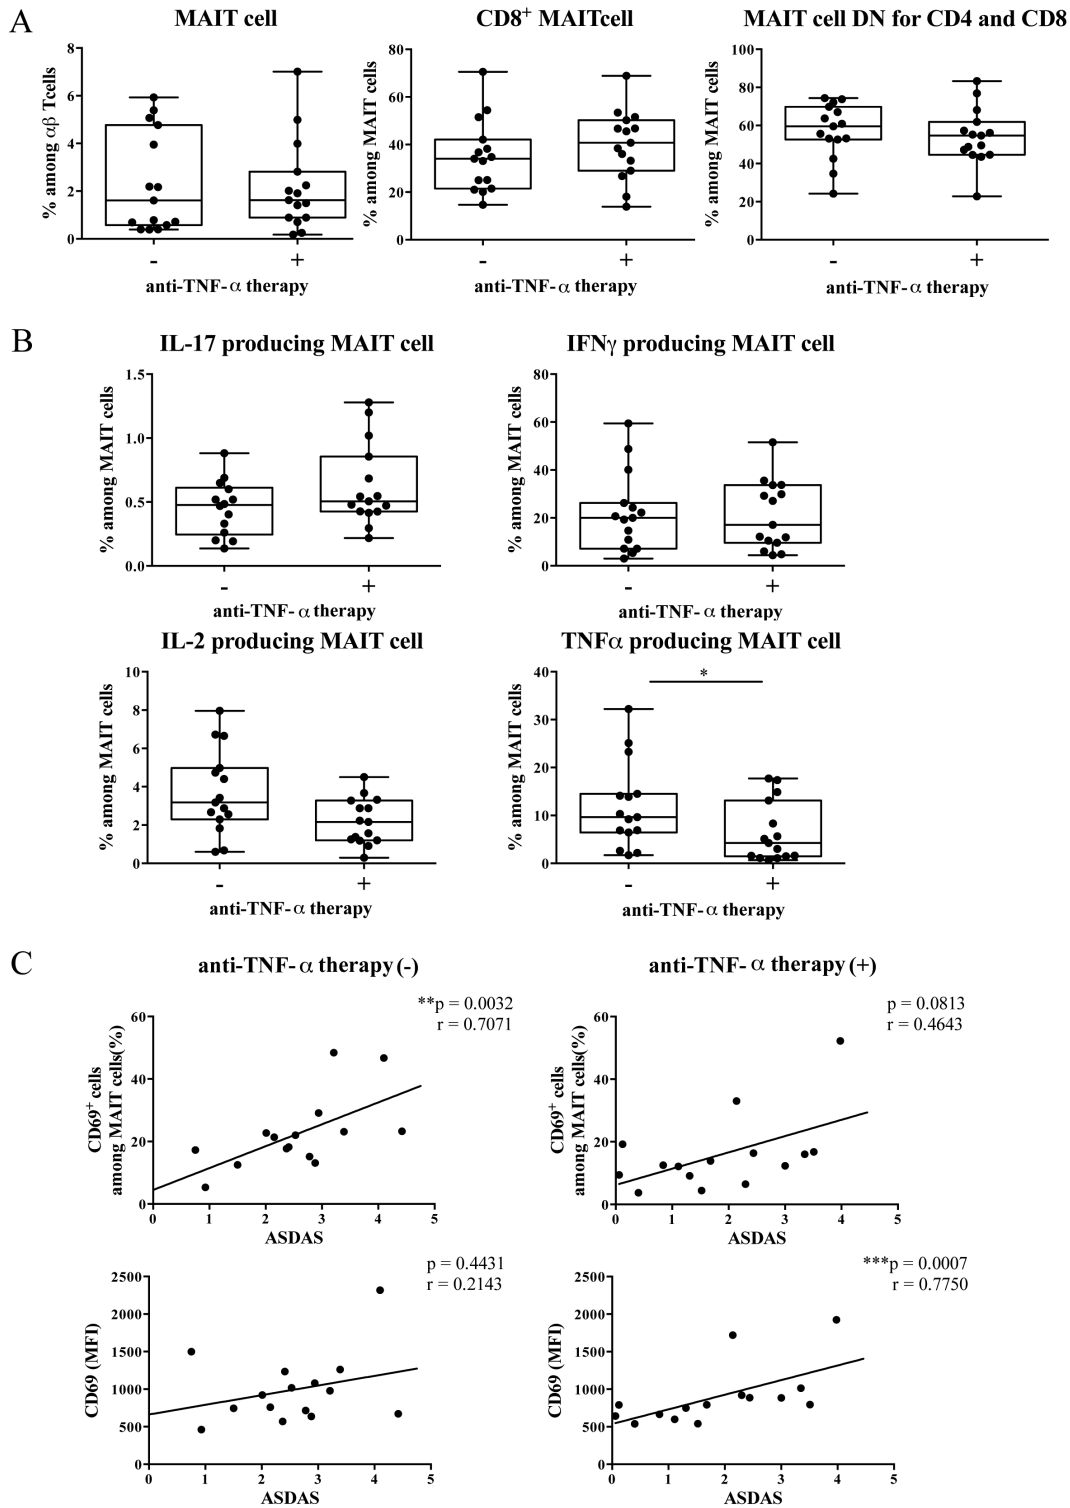 A
MAIT cell
CD8+ MAITcell
MAIT cell DN for CD4 and CD8
% among αβ Tcells
8
6
4
2
0
-
+
anti-TNF-α therapy
% among MAIT cells
80
60
40
20
0
-
+
anti-TNF-α therapy
% among MAIT cells
100
80
60
40
20
0
-
+
anti-TNF-α therapy
B
IL-17 producing MAIT cell
% among MAIT cells
1.5
1.0
0.5
0.0
-
+
anti-TNF-α therapy
IFNγ producing MAIT cell
% among MAIT cells
80
60
40
20
0
-
+
anti-TNF-α therapy
IL-2 producing MAIT cell
% among MAIT cells
10
8
6
4
2
0
-
+
anti-TNF-α therapy
TNFα producing MAIT cell
*
% among MAIT cells
40
30
20
10
0
-
+
anti-TNF-α therapy
C
anti-TNF-α therapy (-)
**p = 0.0032
r = 0.7071
CD69+ cells
among MAIT cells(%)
60
40
20
0
0 1 2 3 4 5
ASDAS
anti-TNF-α therapy (+)
p = 0.0813
r = 0.4643
CD69+ cells
among MAIT cells(%)
60
40
20
0
0 1 2 3 4 5
ASDAS
p = 0.4431
r = 0.2143
CD69 (MFI)
2500
2000
1500
1000
500
0
0 1 2 3 4 5
ASDAS
***p = 0.0007
r = 0.7750
CD69 (MFI)
2500
2000
1500
1000
500
0
0 1 2 3 4 5
ASDAS